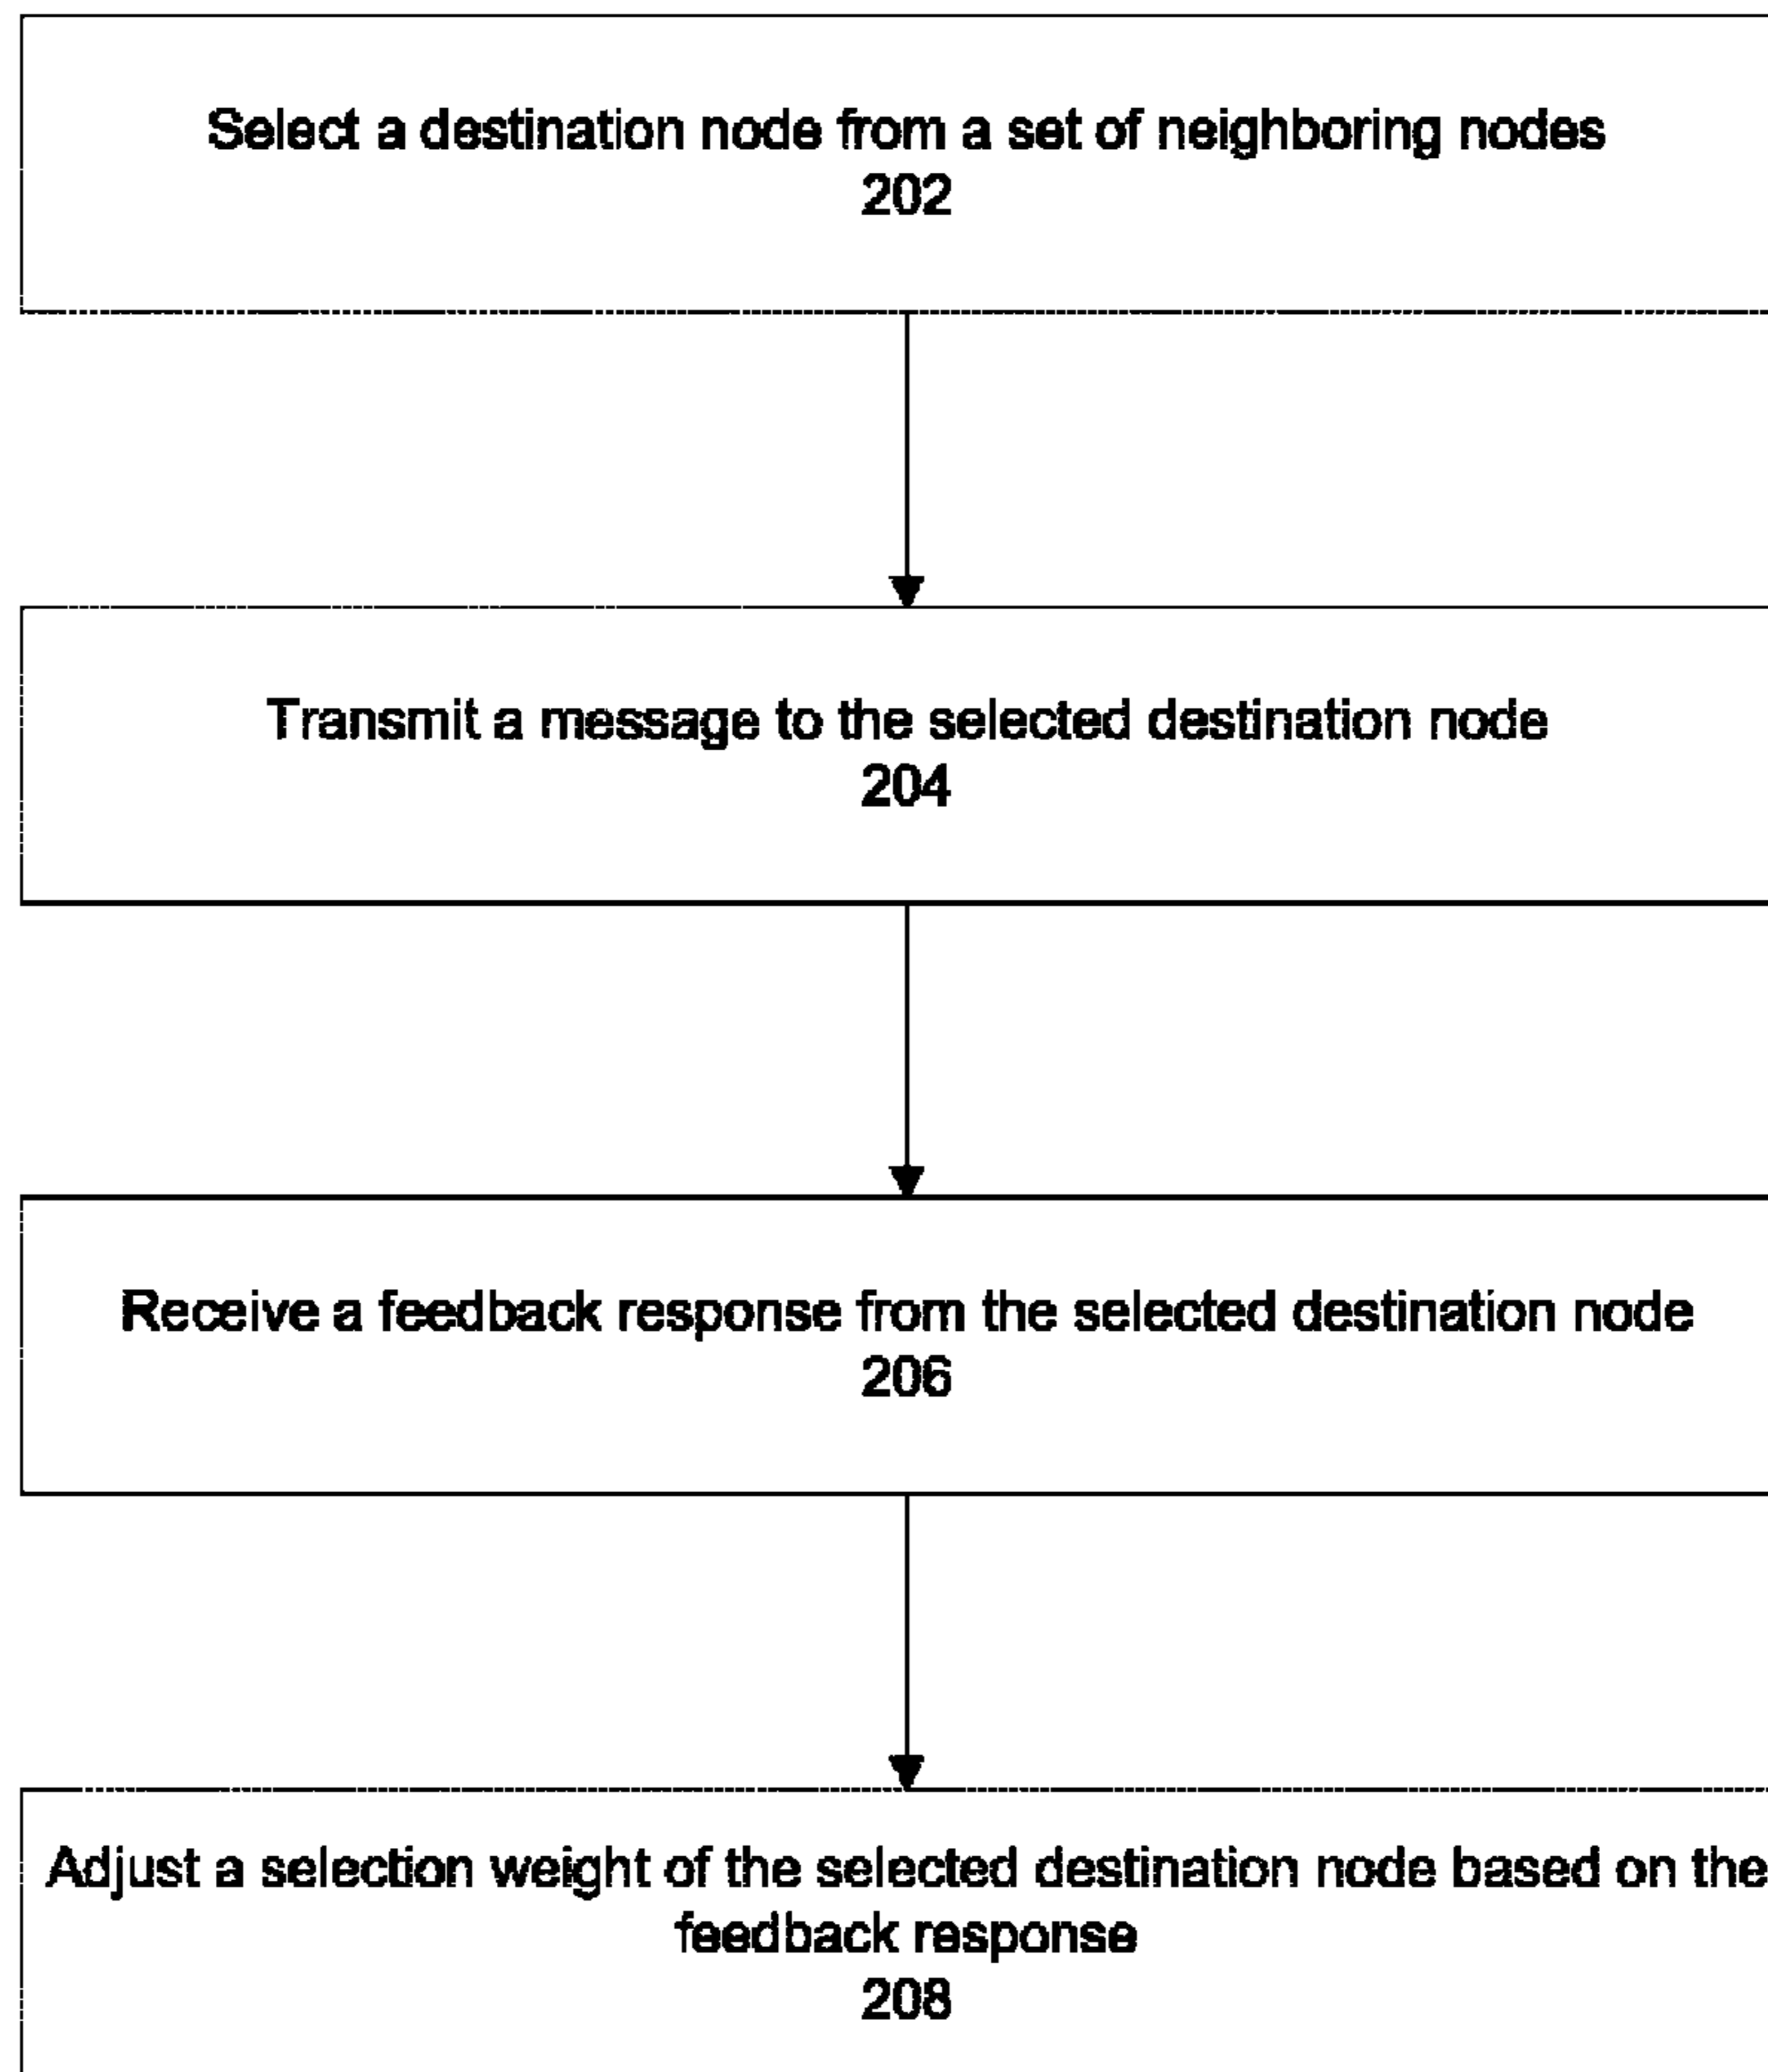 Select a destination node from a set of neighboring nodes
202
Transmit a message to the selected destination node
204
Receive a feedback response from the selected destination node
206
Adjust a selection weight of the selected destination node based on the
feedback response
208